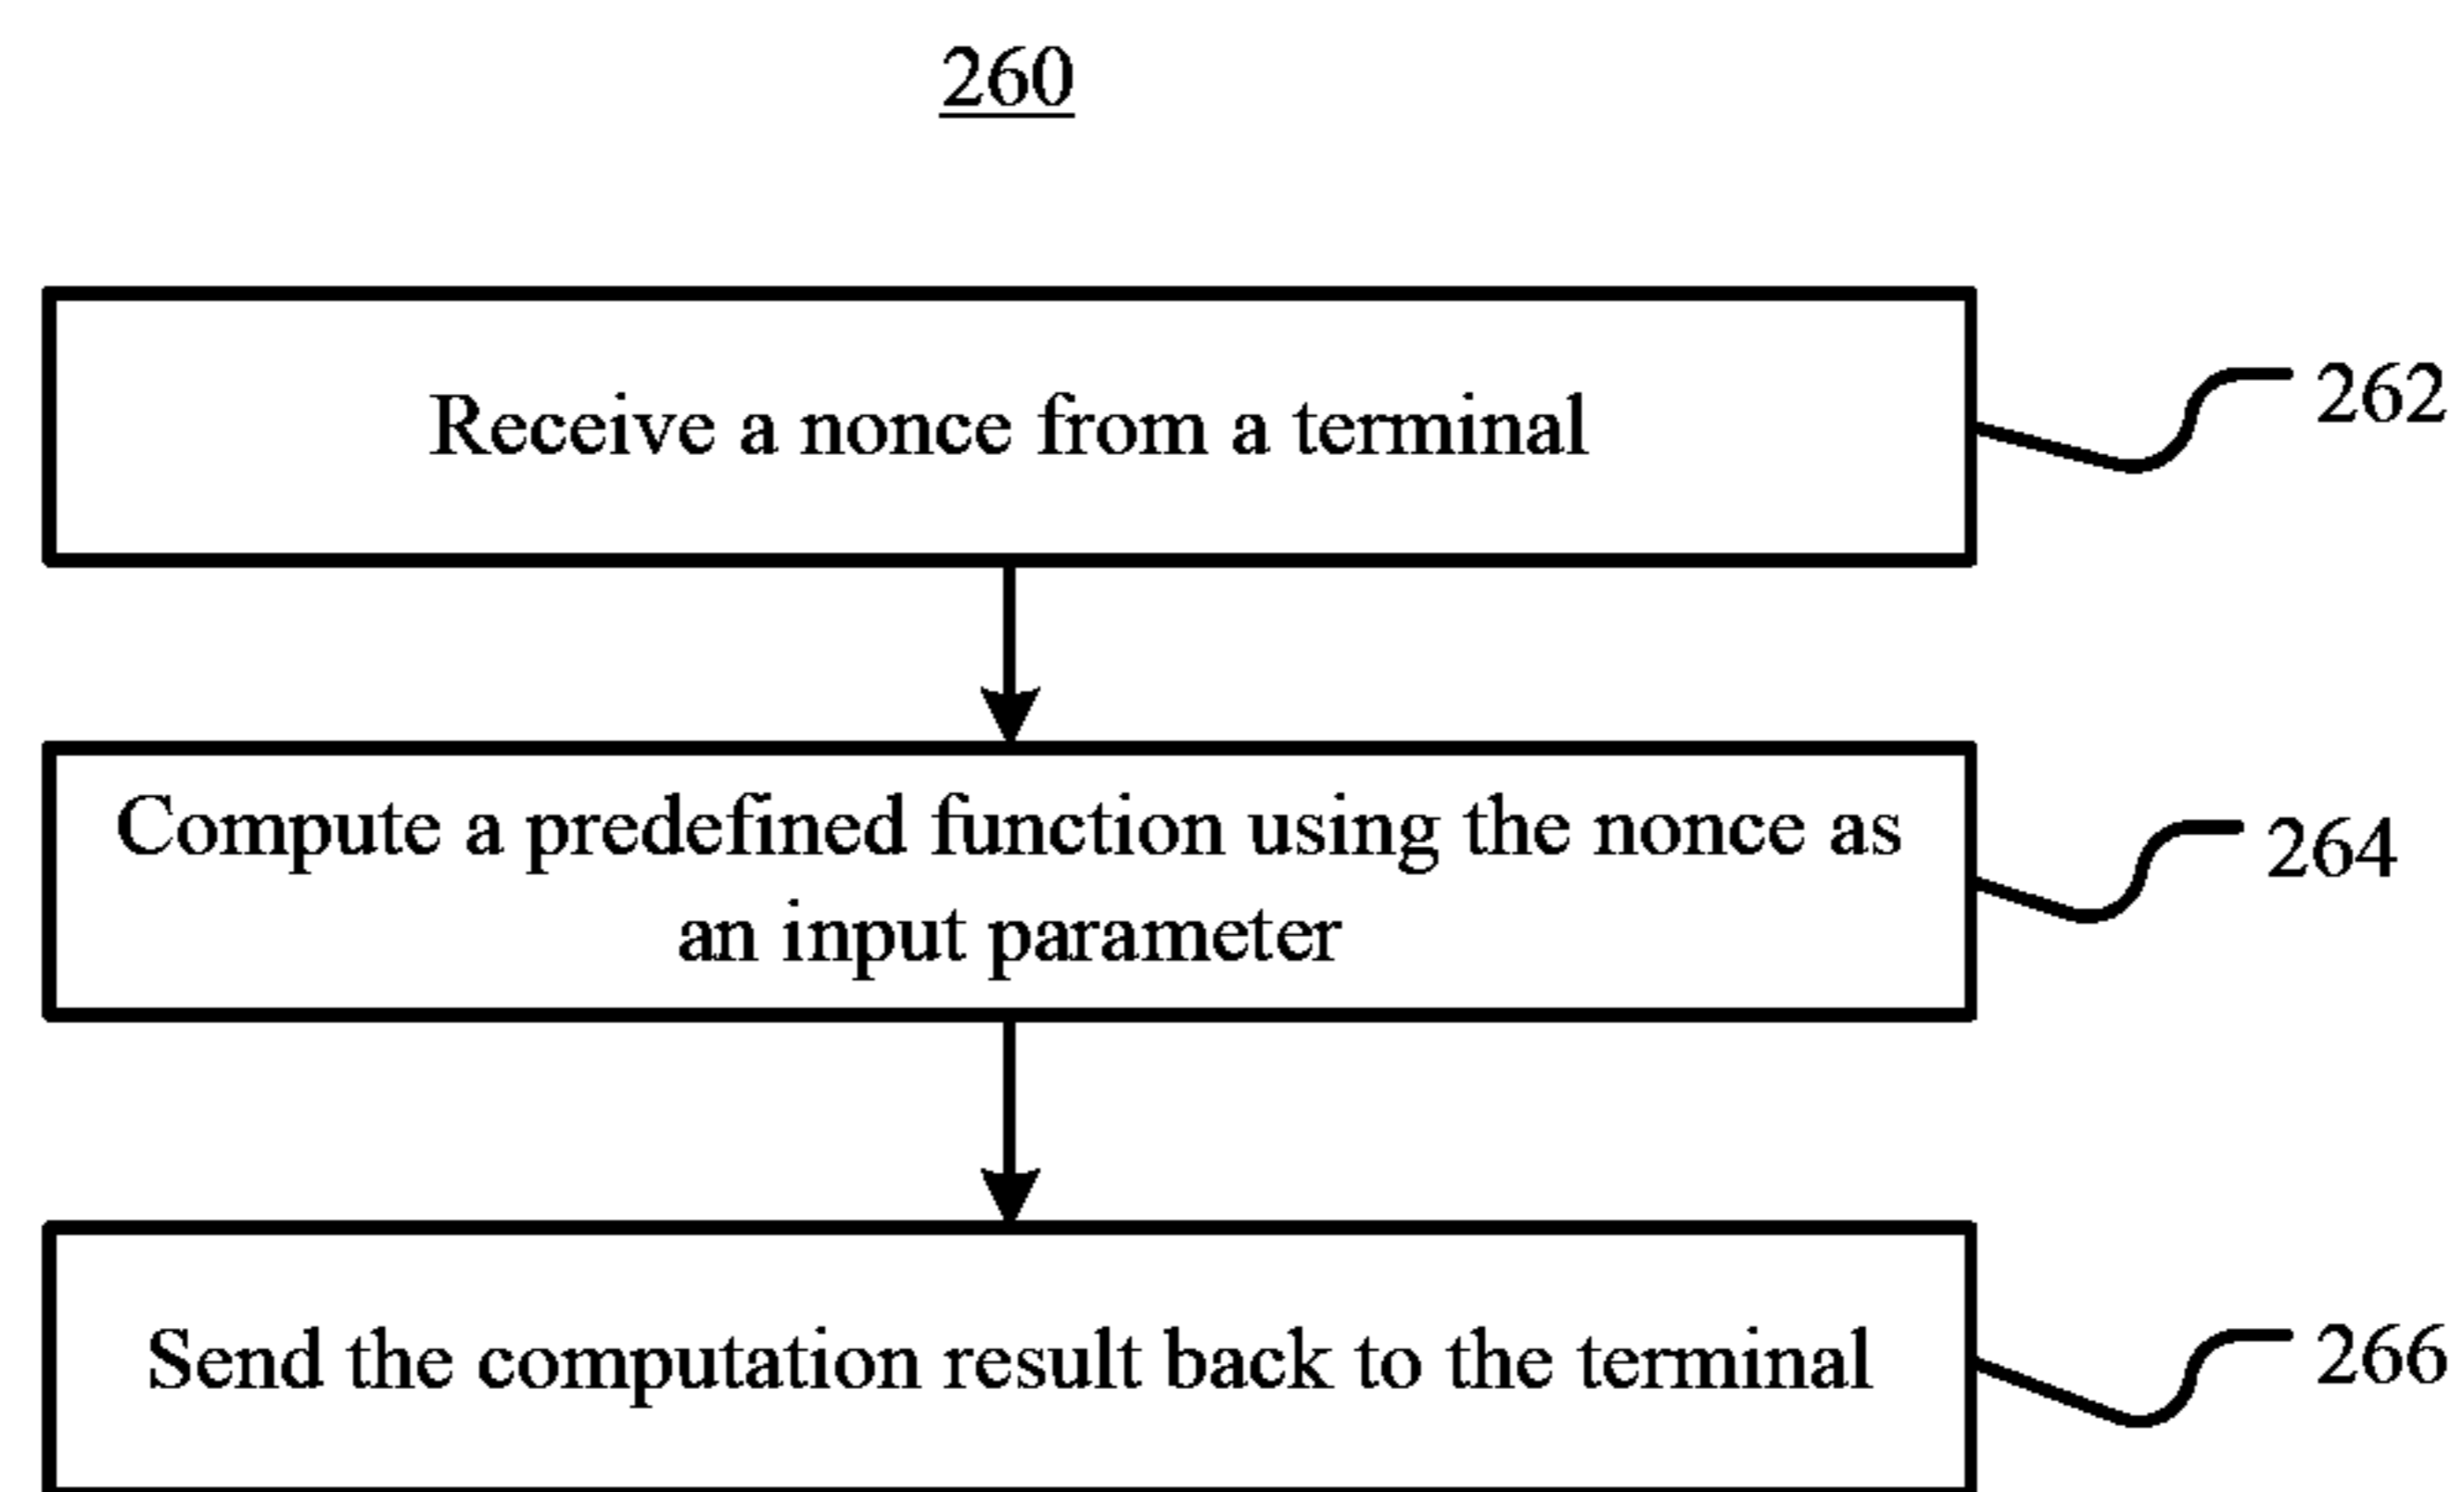 260
Receive a nonce from a terminal
262
Compute a predefined function using the nonce as
an input parameter
264
Send the computation result back to the terminal
266